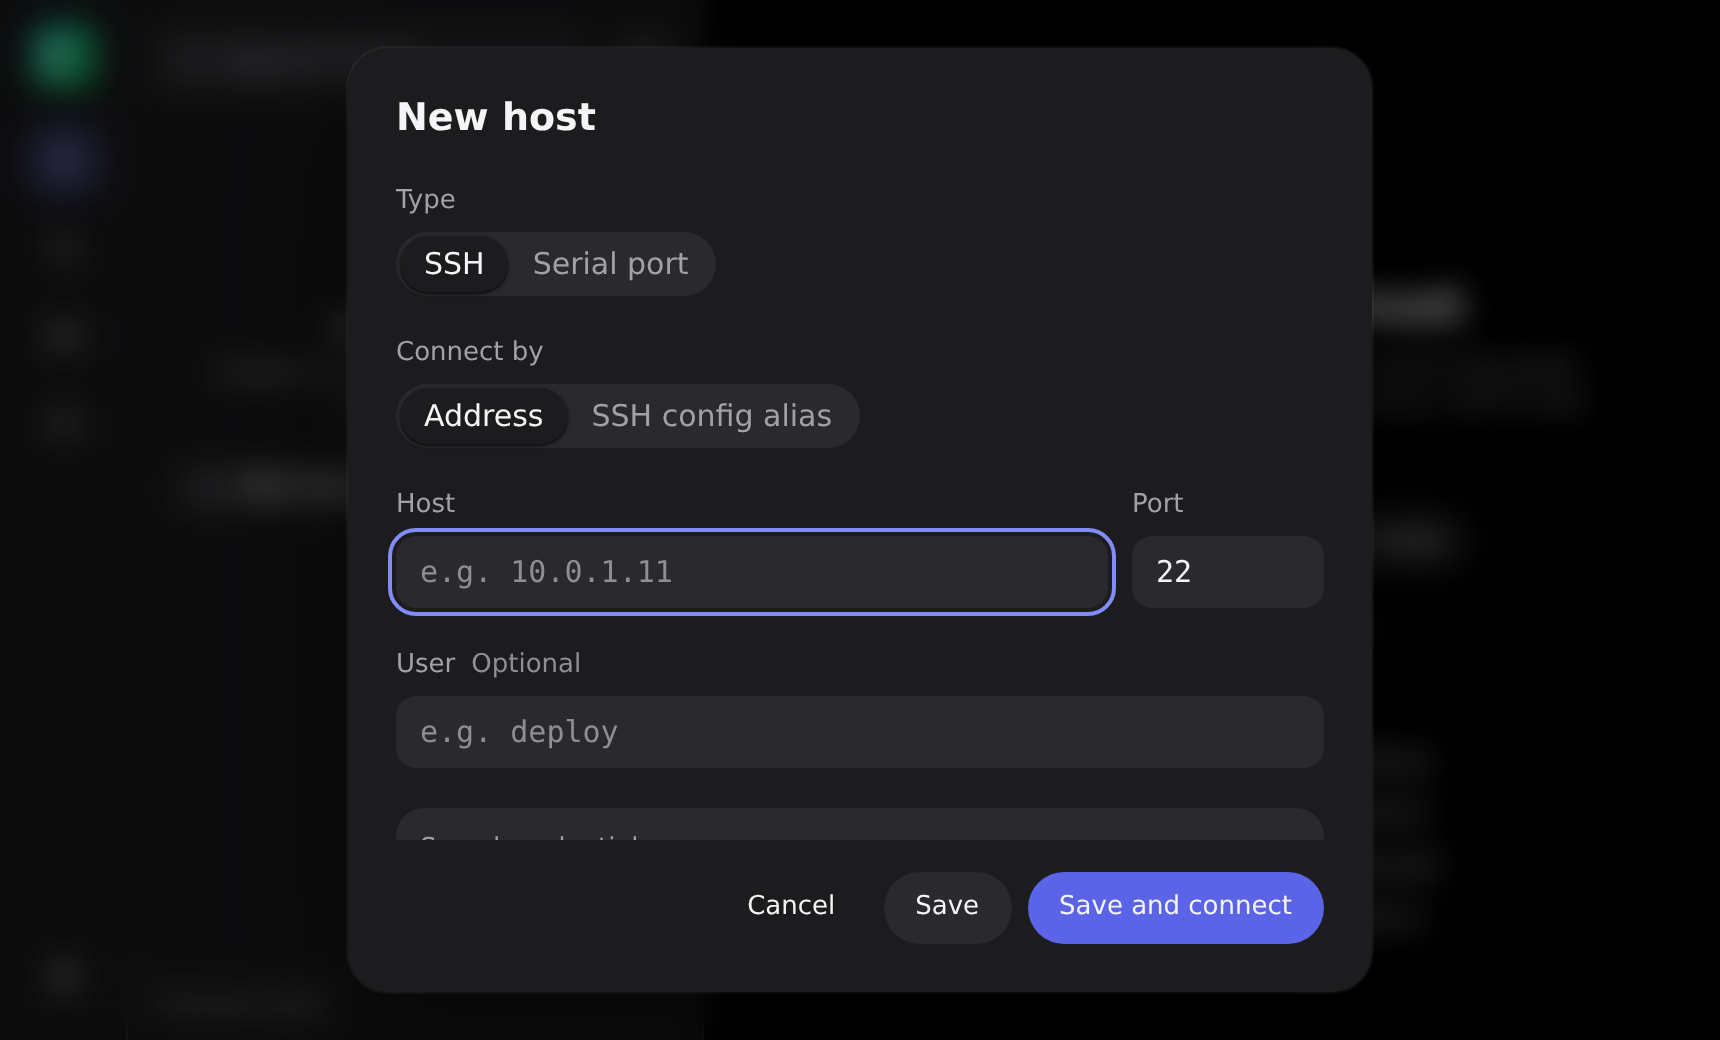 New host
Type
SSH Serial port
Connect by
Address SSH config alias
Host Port
e.g. 10.0.1.11 22
User Optional
e.g. deploy
Cancel Save Save and connect